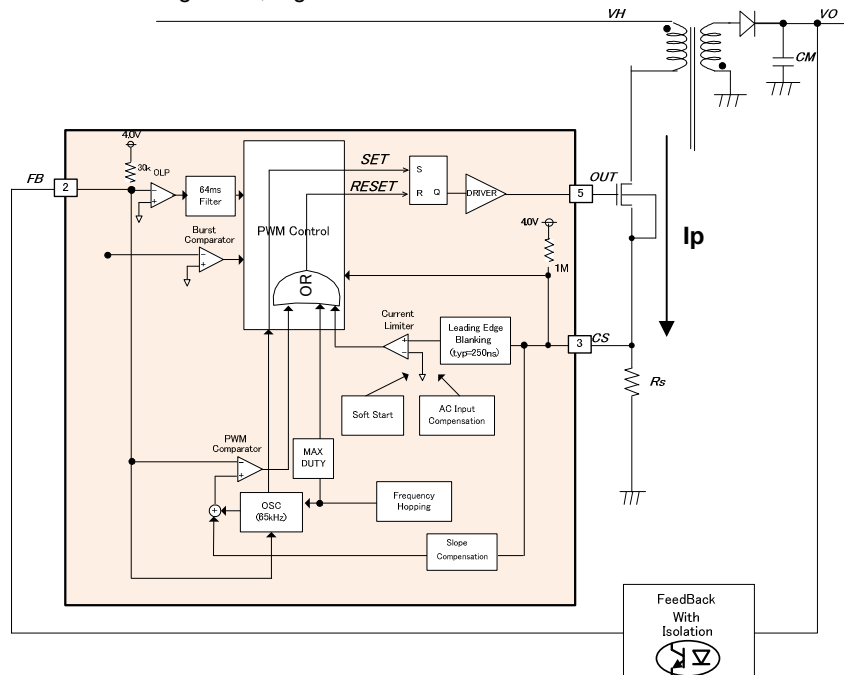 VH
VO
CM
4.0V
30k
OLP
FB
2
64ms
Filter
SET
RESET
S
R
Q
DRIVER
5
OUT
Burst
Comparator
PWM Control
4.0V
1M
Ip
OR
Current
Limiter
Leading Edge
Blanking
(typ=250ns)
3
CS
Rs
Soft Start
AC Input
Compensation
PWM
Comparator
MAX
DUTY
OSC
(65kHz)
Frequency
Hopping
Slope
Compensation
FeedBack
With
Isolation